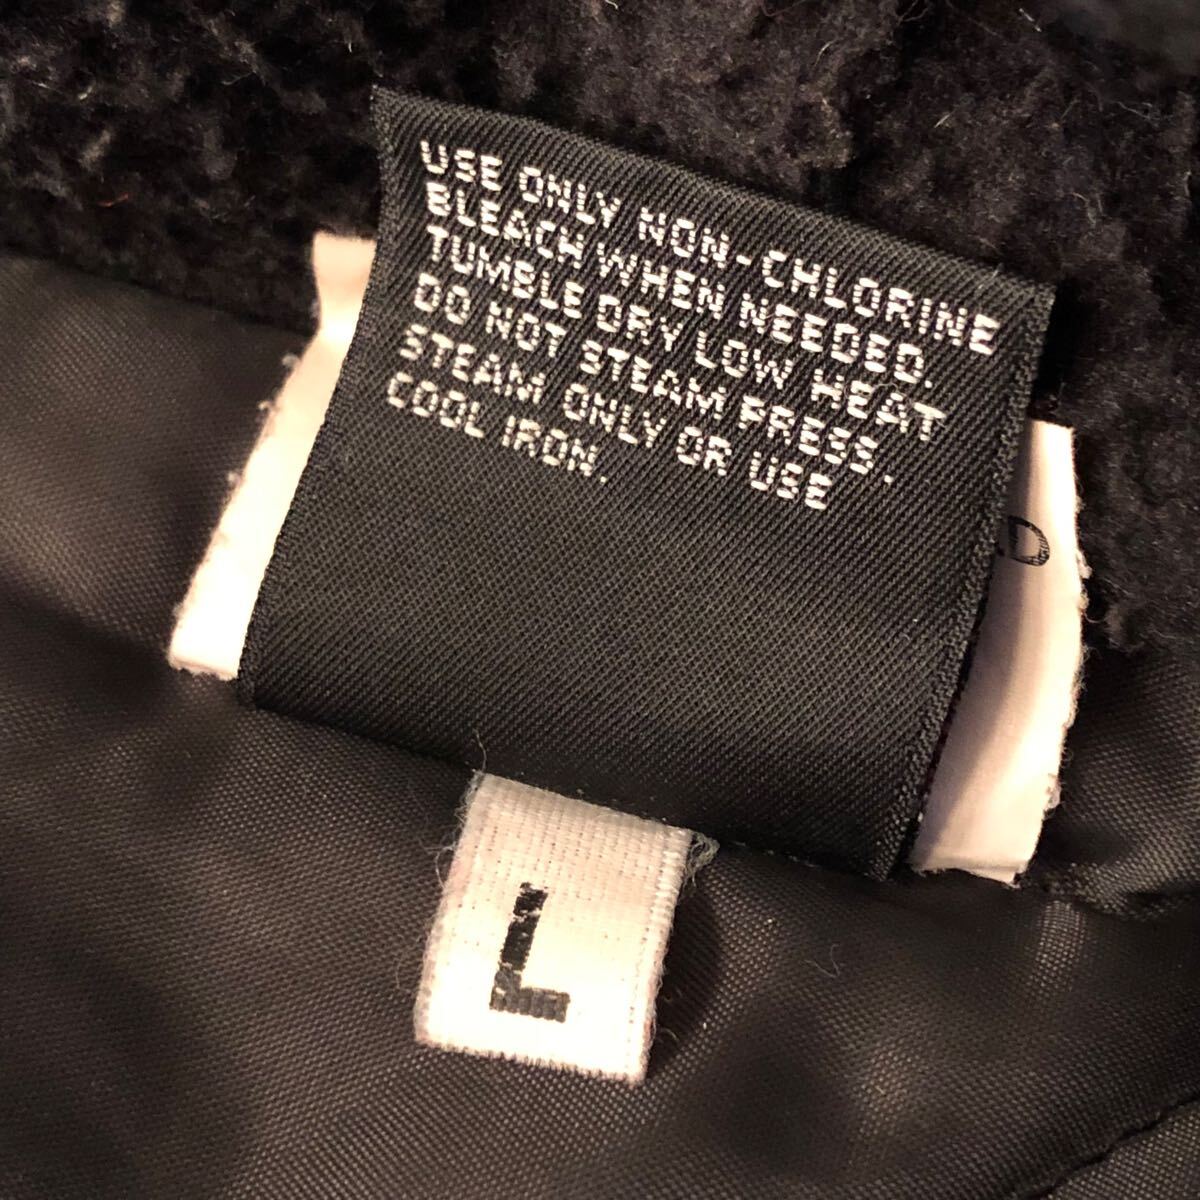 USE ONLY NON-CHLORINE
BLEACH WHEN NEEDED.
TUMBLE DRY LOW HEAT
DO NOT STEAM PRESS.
STEAM ONLY OR USE
COOL IRON.
L